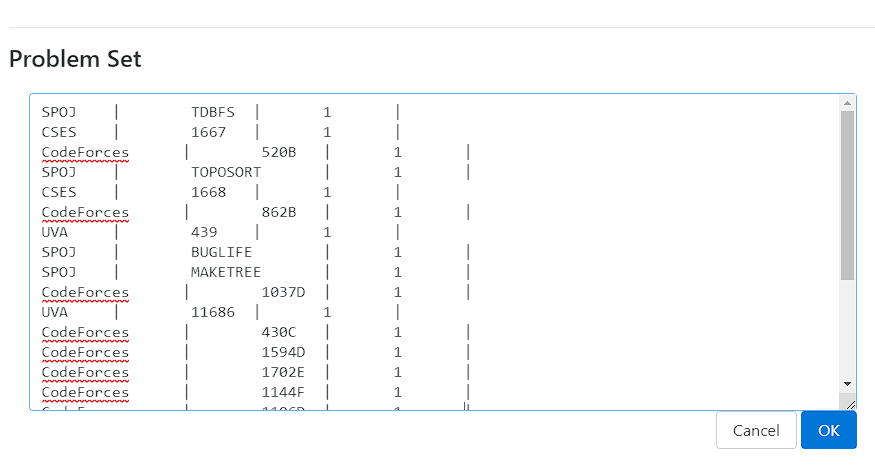 Problem Set
SPOJ | TDBFS | 1 |
CSES | 1667 | 1 |
CodeForces | 520B | 1 |
SPOJ | TOPOSORT | 1 |
CSES | 1668 | 1 |
CodeForces | 862B | 1 |
UVA | 439 | 1 |
SPOJ | BUGLIFE | 1 |
SPOJ | MAKETREE | 1 |
CodeForces | 1037D | 1 |
UVA | 11686 | 1 |
CodeForces | 430C | 1 |
CodeForces | 1594D | 1 |
CodeForces | 1702E | 1 |
CodeForces | 1144F | 1 |
CodeForces | | 1 |
Cancel OK